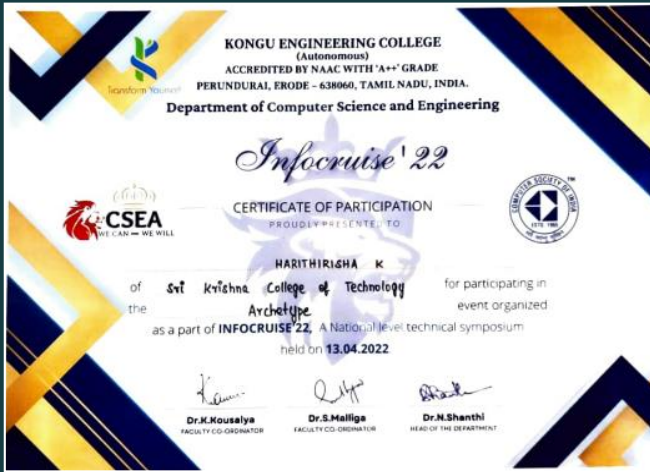 KONGU ENGINEERING COLLEGE
(Autonomous)
ACCREDITED BY NAAC WITH 'A++' GRADE
PERUNDURAI, ERODE – 638060, TAMIL NADU, INDIA.
Transform Yourself
Department of Computer Science and Engineering
Infocruise' 22
CSEA
WE CAN — WE WILL
CERTIFICATE OF PARTICIPATION
PROUDLY PRESENTED TO
COMPUTER SOCIETY OF INDIA
ESTD. 1965
HARITHIRISHA K
of Sri Krishna College of Technology for participating in
the Archetype event organized
as a part of INFOCRUISE'22, A National level technical symposium
held on 13.04.2022
Dr.K.Kousalya Dr.S.Malliga Dr.N.Shanthi
FACULTY CO-ORDINATOR FACULTY CO-ORDINATOR HEAD OF THE DEPARTMENT